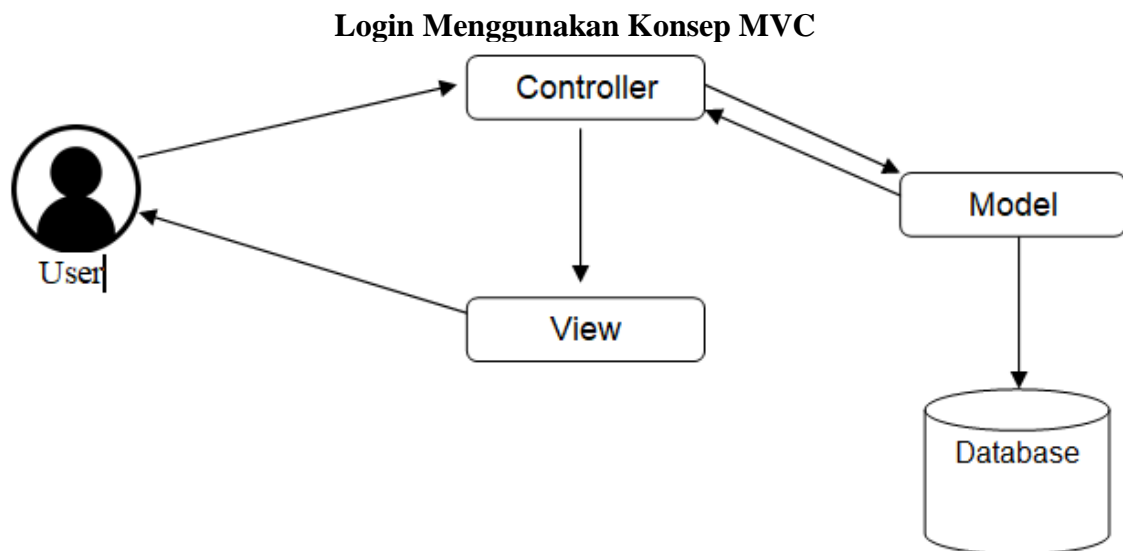 Login Menggunakan Konsep MVC
Controller
Model
User
View
Database